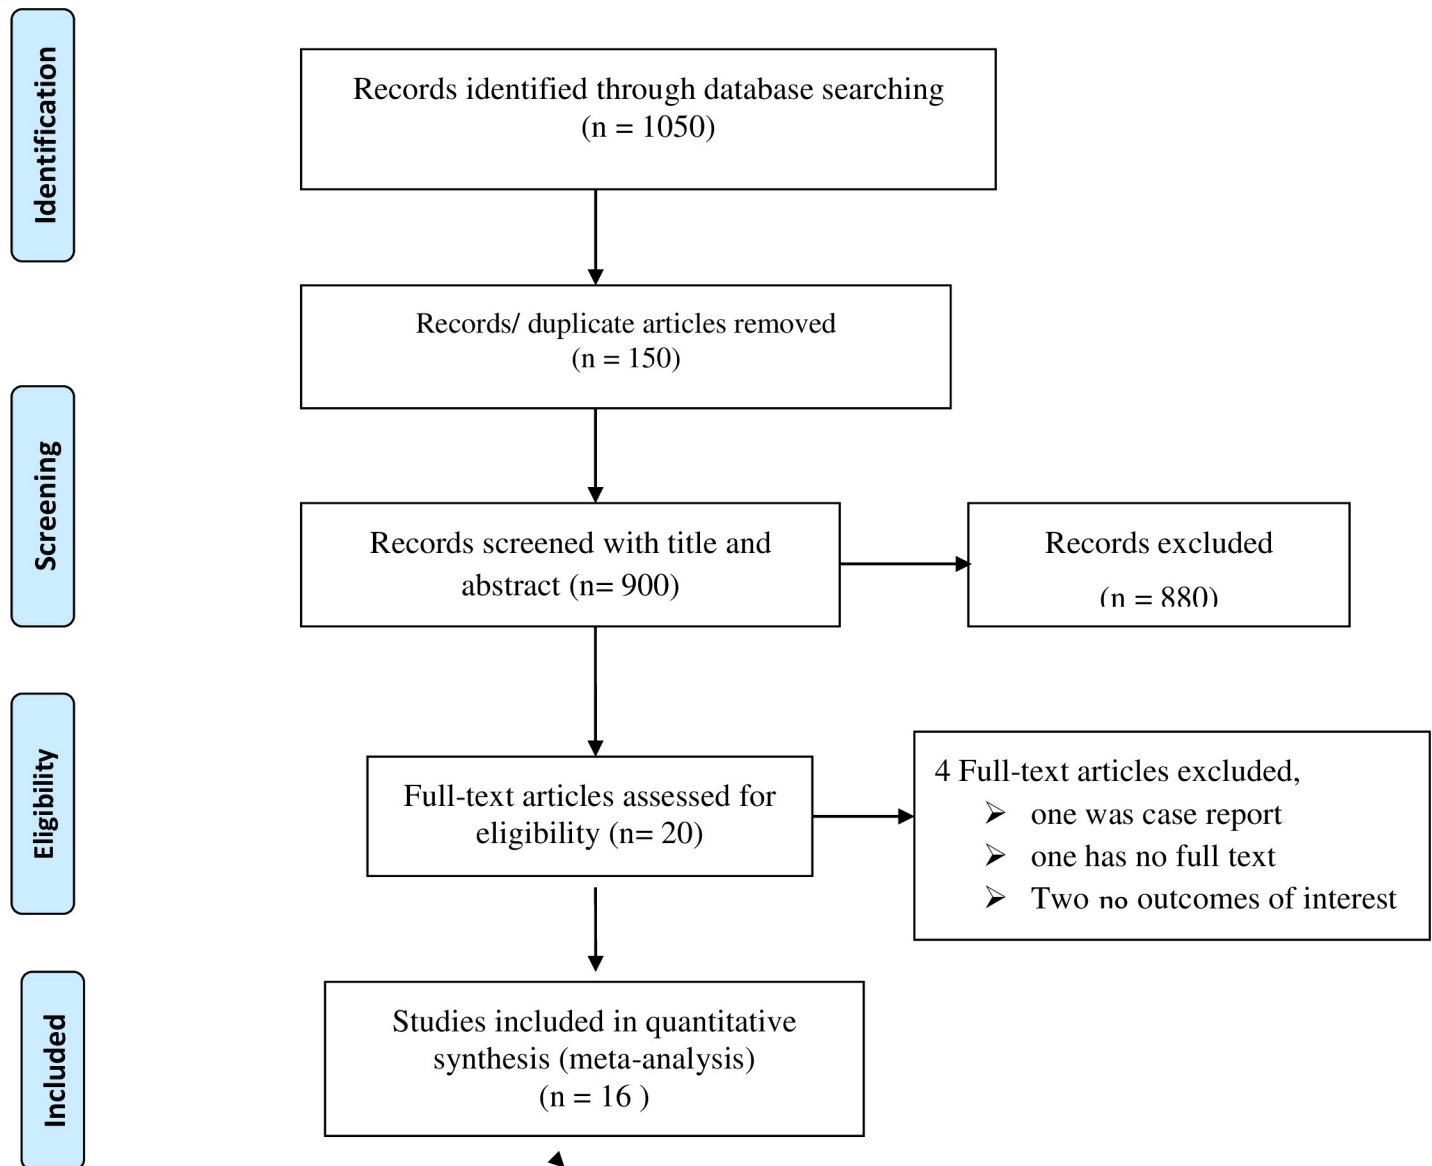 Identification
Records identified through database searching
(n = 1050)
Records/ duplicate articles removed
(n = 150)
Screening
Records screened with title and
abstract (n= 900)
Records excluded
(n = 880)
Eligibility
Full-text articles assessed for
eligibility (n= 20)
4 Full-text articles excluded,
➢ one was case report
➢ one has no full text
➢ Two no outcomes of interest
Included
Studies included in quantitative
synthesis (meta-analysis)
(n = 16 )